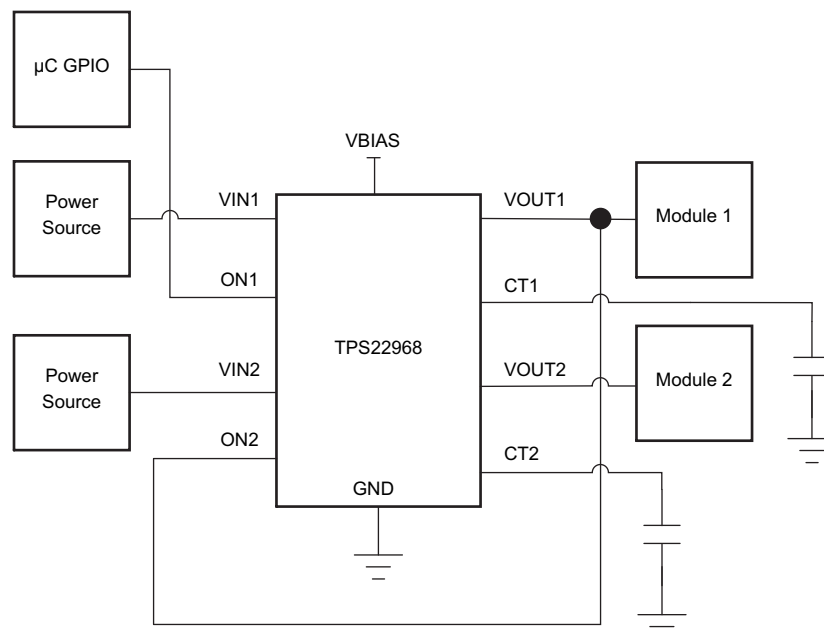 µC GPIO
VBIAS
Power
Source
VIN1
VOUT1
Module 1
ON1
CT1
TPS22968
Power
Source
VIN2
VOUT2
Module 2
ON2
CT2
GND